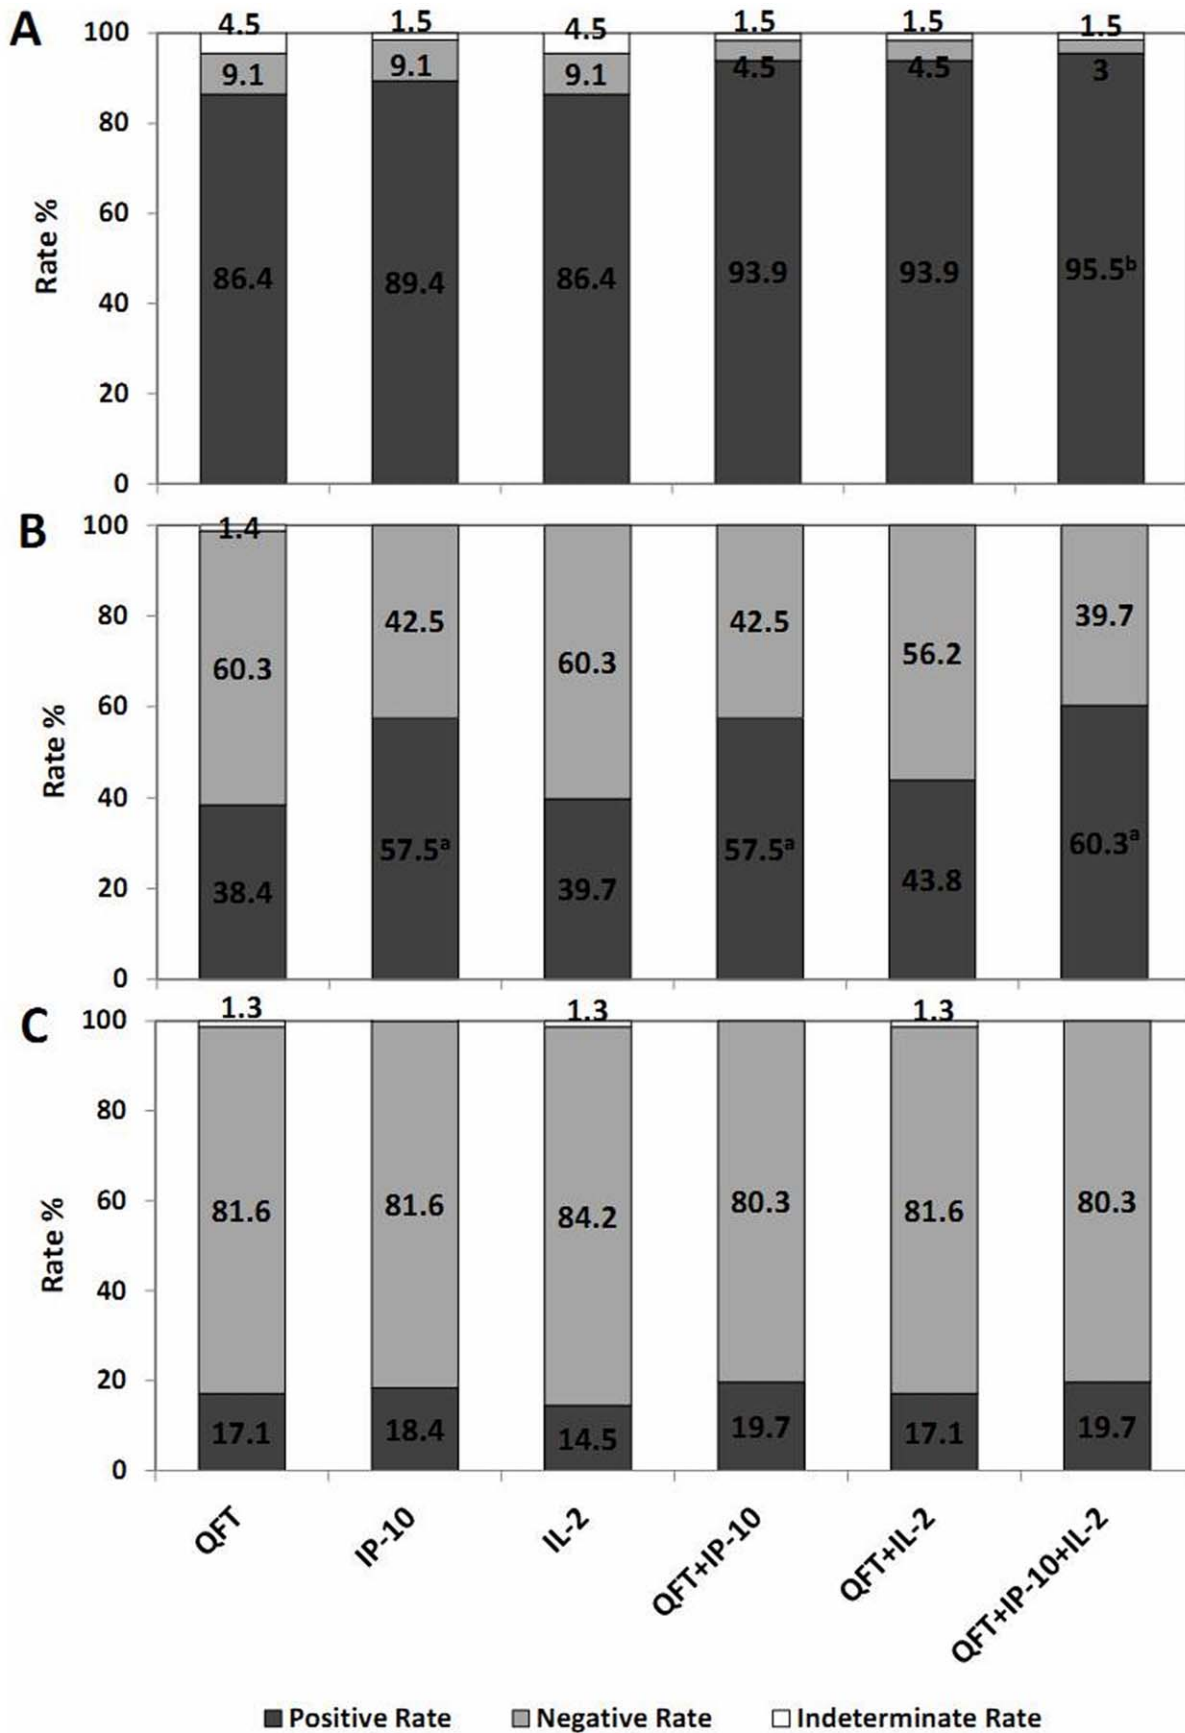 A
100
80
60
40
20
0
Rate %
4.5 1.5 4.5 1.5 1.5 1.5
9.1 9.1 9.1 4.5 4.5 3
86.4 89.4 86.4 93.9 93.9 95.5ᵇ
B
100
80
60
40
20
0
Rate %
1.4
60.3 42.5 60.3 42.5 56.2 39.7
38.4 57.5ᵃ 39.7 57.5ᵃ 43.8 60.3ᵃ
C
100
80
60
40
20
0
Rate %
1.3 1.3 1.3
81.6 81.6 84.2 80.3 81.6 80.3
17.1 18.4 14.5 19.7 17.1 19.7
QFT
IP-10
IL-2
QFT+IP-10
QFT+IL-2
QFT+IP-10+IL-2
Positive Rate Negative Rate Indeterminate Rate